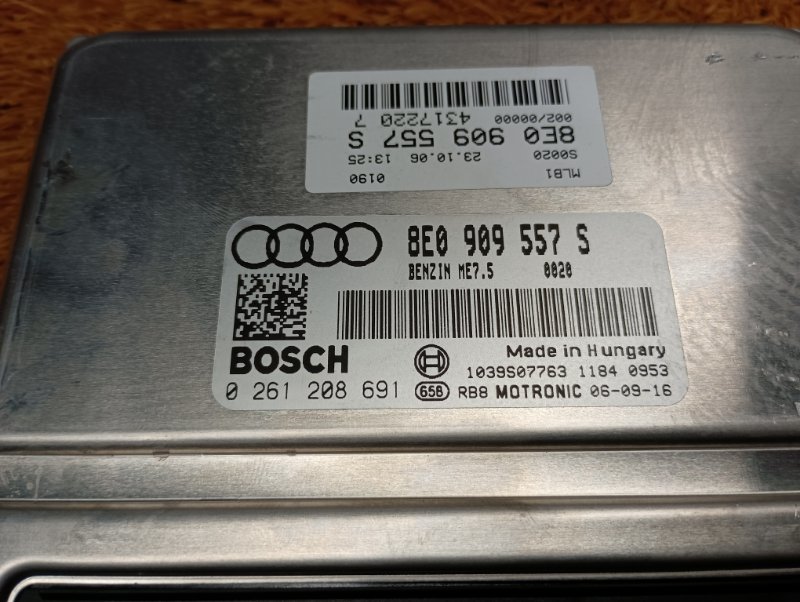 MLB1 0190
S0020 23.10.06 13:25
8E0 909 557 S
002/00000 4317220 7
8E0 909 557 S
BENZIN ME7.5 0020
BOSCH
Made in Hungary
1039S07763 1184 0953
0 261 208 691 658 RB8 MOTRONIC 06-09-16